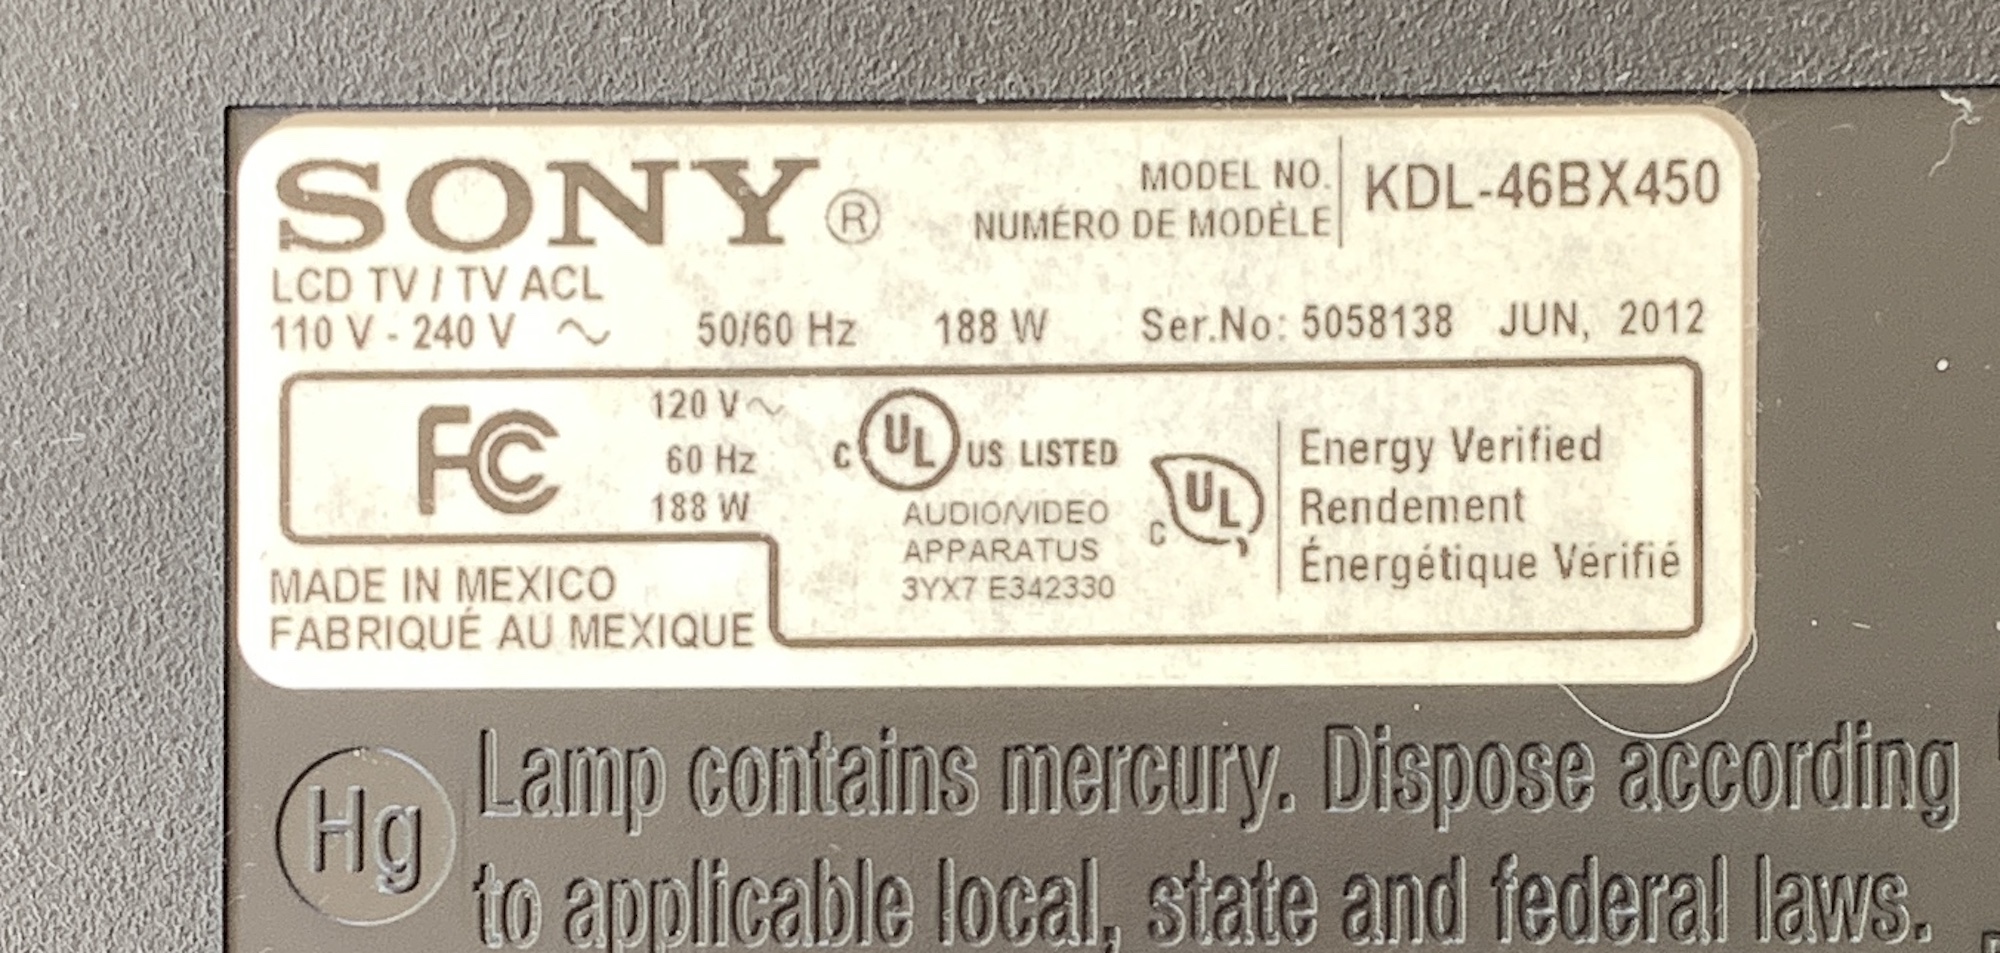 SONY®
MODEL NO.
NUMÉRO DE MODÈLE
KDL-46BX450
LCD TV / TV ACL
110 V - 240 V ~ 50/60 Hz 188 W Ser.No: 5058138 JUN, 2012
FC
120 V ~
60 Hz
188 W
C UL US LISTED
AUDIO/VIDEO
APPARATUS
3YX7 E342330
C UL
Energy Verified
Rendement
Énergétique Vérifié
MADE IN MEXICO
FABRIQUÉ AU MEXIQUE
Hg
Lamp contains mercury. Dispose according
to applicable local, state and federal laws.